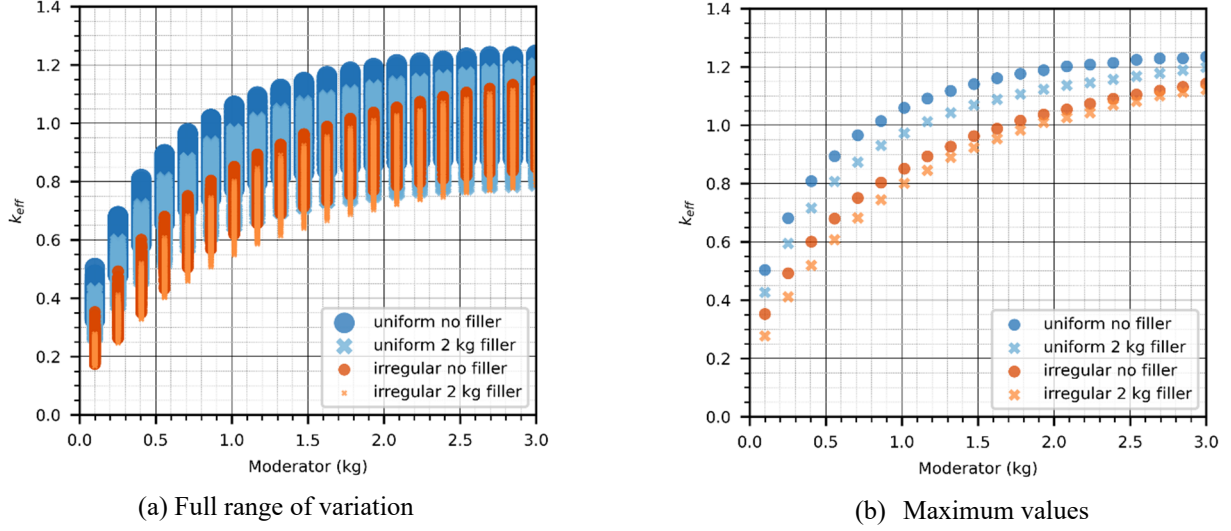 1.4
1.2
1.0
0.8
0.6
0.4
0.2
0.0
k_eff
0.0 0.5 1.0 1.5 2.0 2.5 3.0
Moderator (kg)
uniform no filler
uniform 2 kg filler
irregular no filler
irregular 2 kg filler
(a) Full range of variation
1.4
1.2
1.0
0.8
0.6
0.4
0.2
0.0
k_eff
0.0 0.5 1.0 1.5 2.0 2.5 3.0
Moderator (kg)
uniform no filler
uniform 2 kg filler
irregular no filler
irregular 2 kg filler
(b) Maximum values